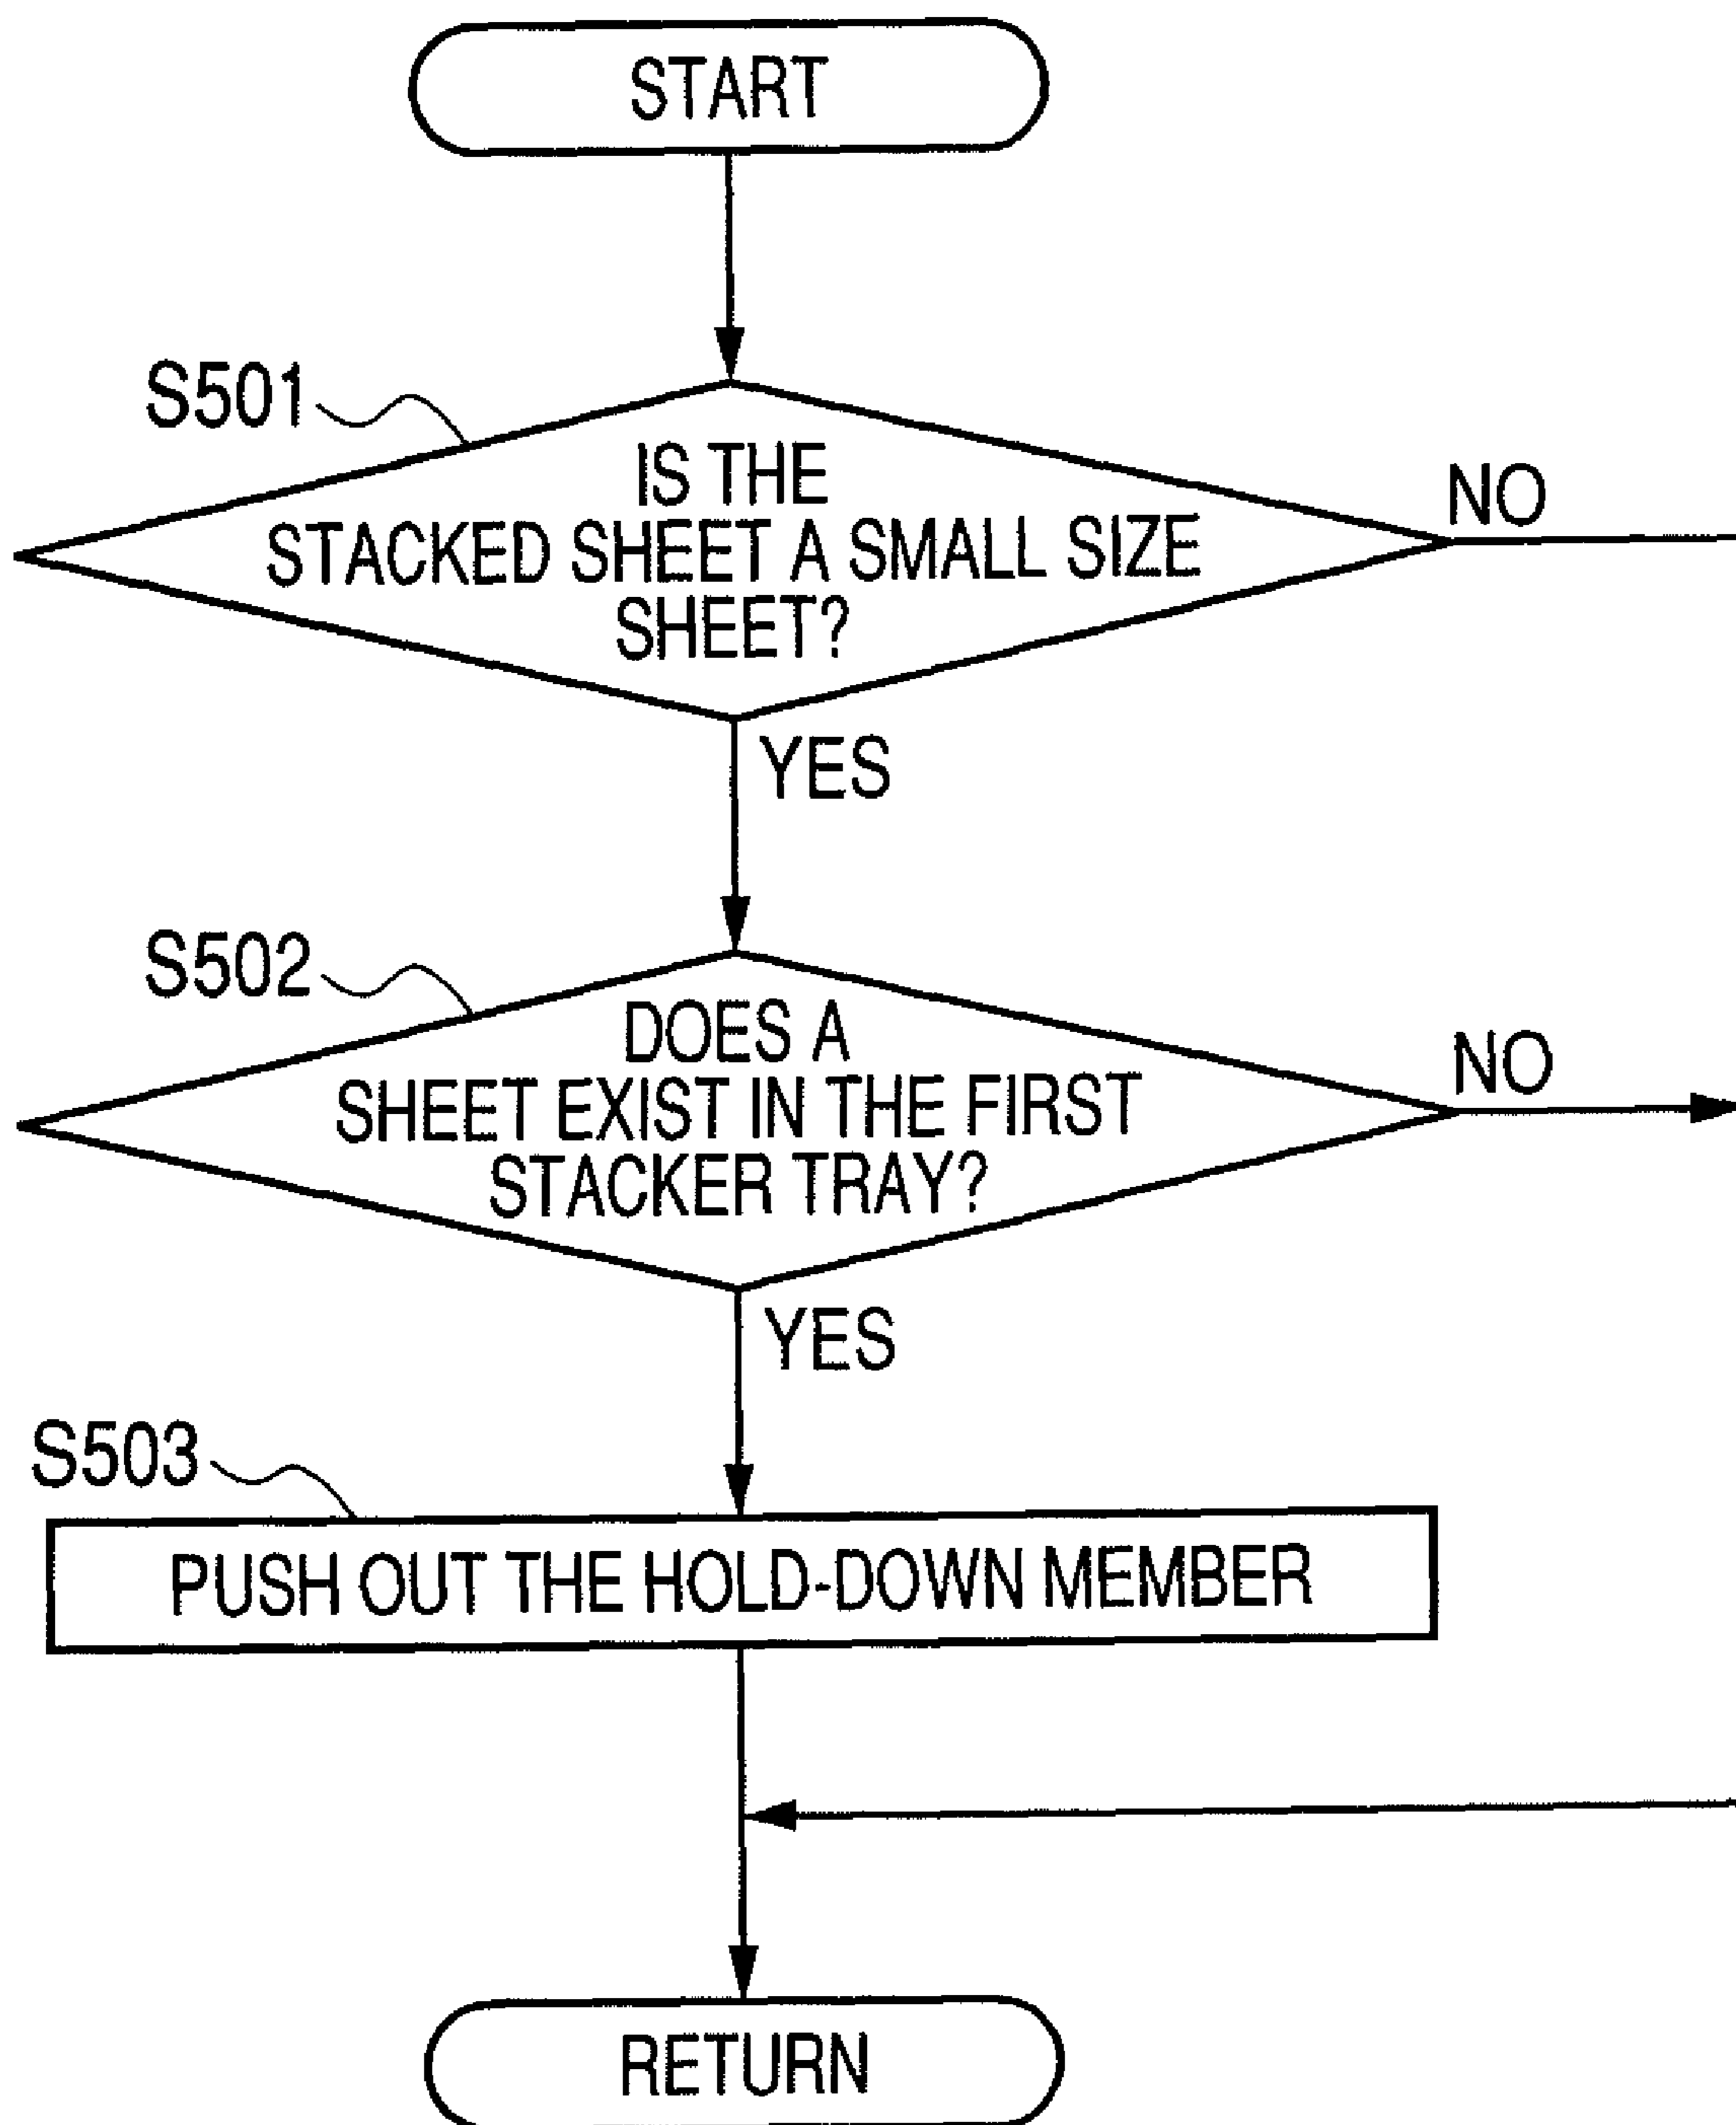 START
S501
IS THE
STACKED SHEET A SMALL SIZE
SHEET?
NO
YES
S502
DOES A
SHEET EXIST IN THE FIRST
STACKER TRAY?
NO
YES
S503
PUSH OUT THE HOLD-DOWN MEMBER
RETURN